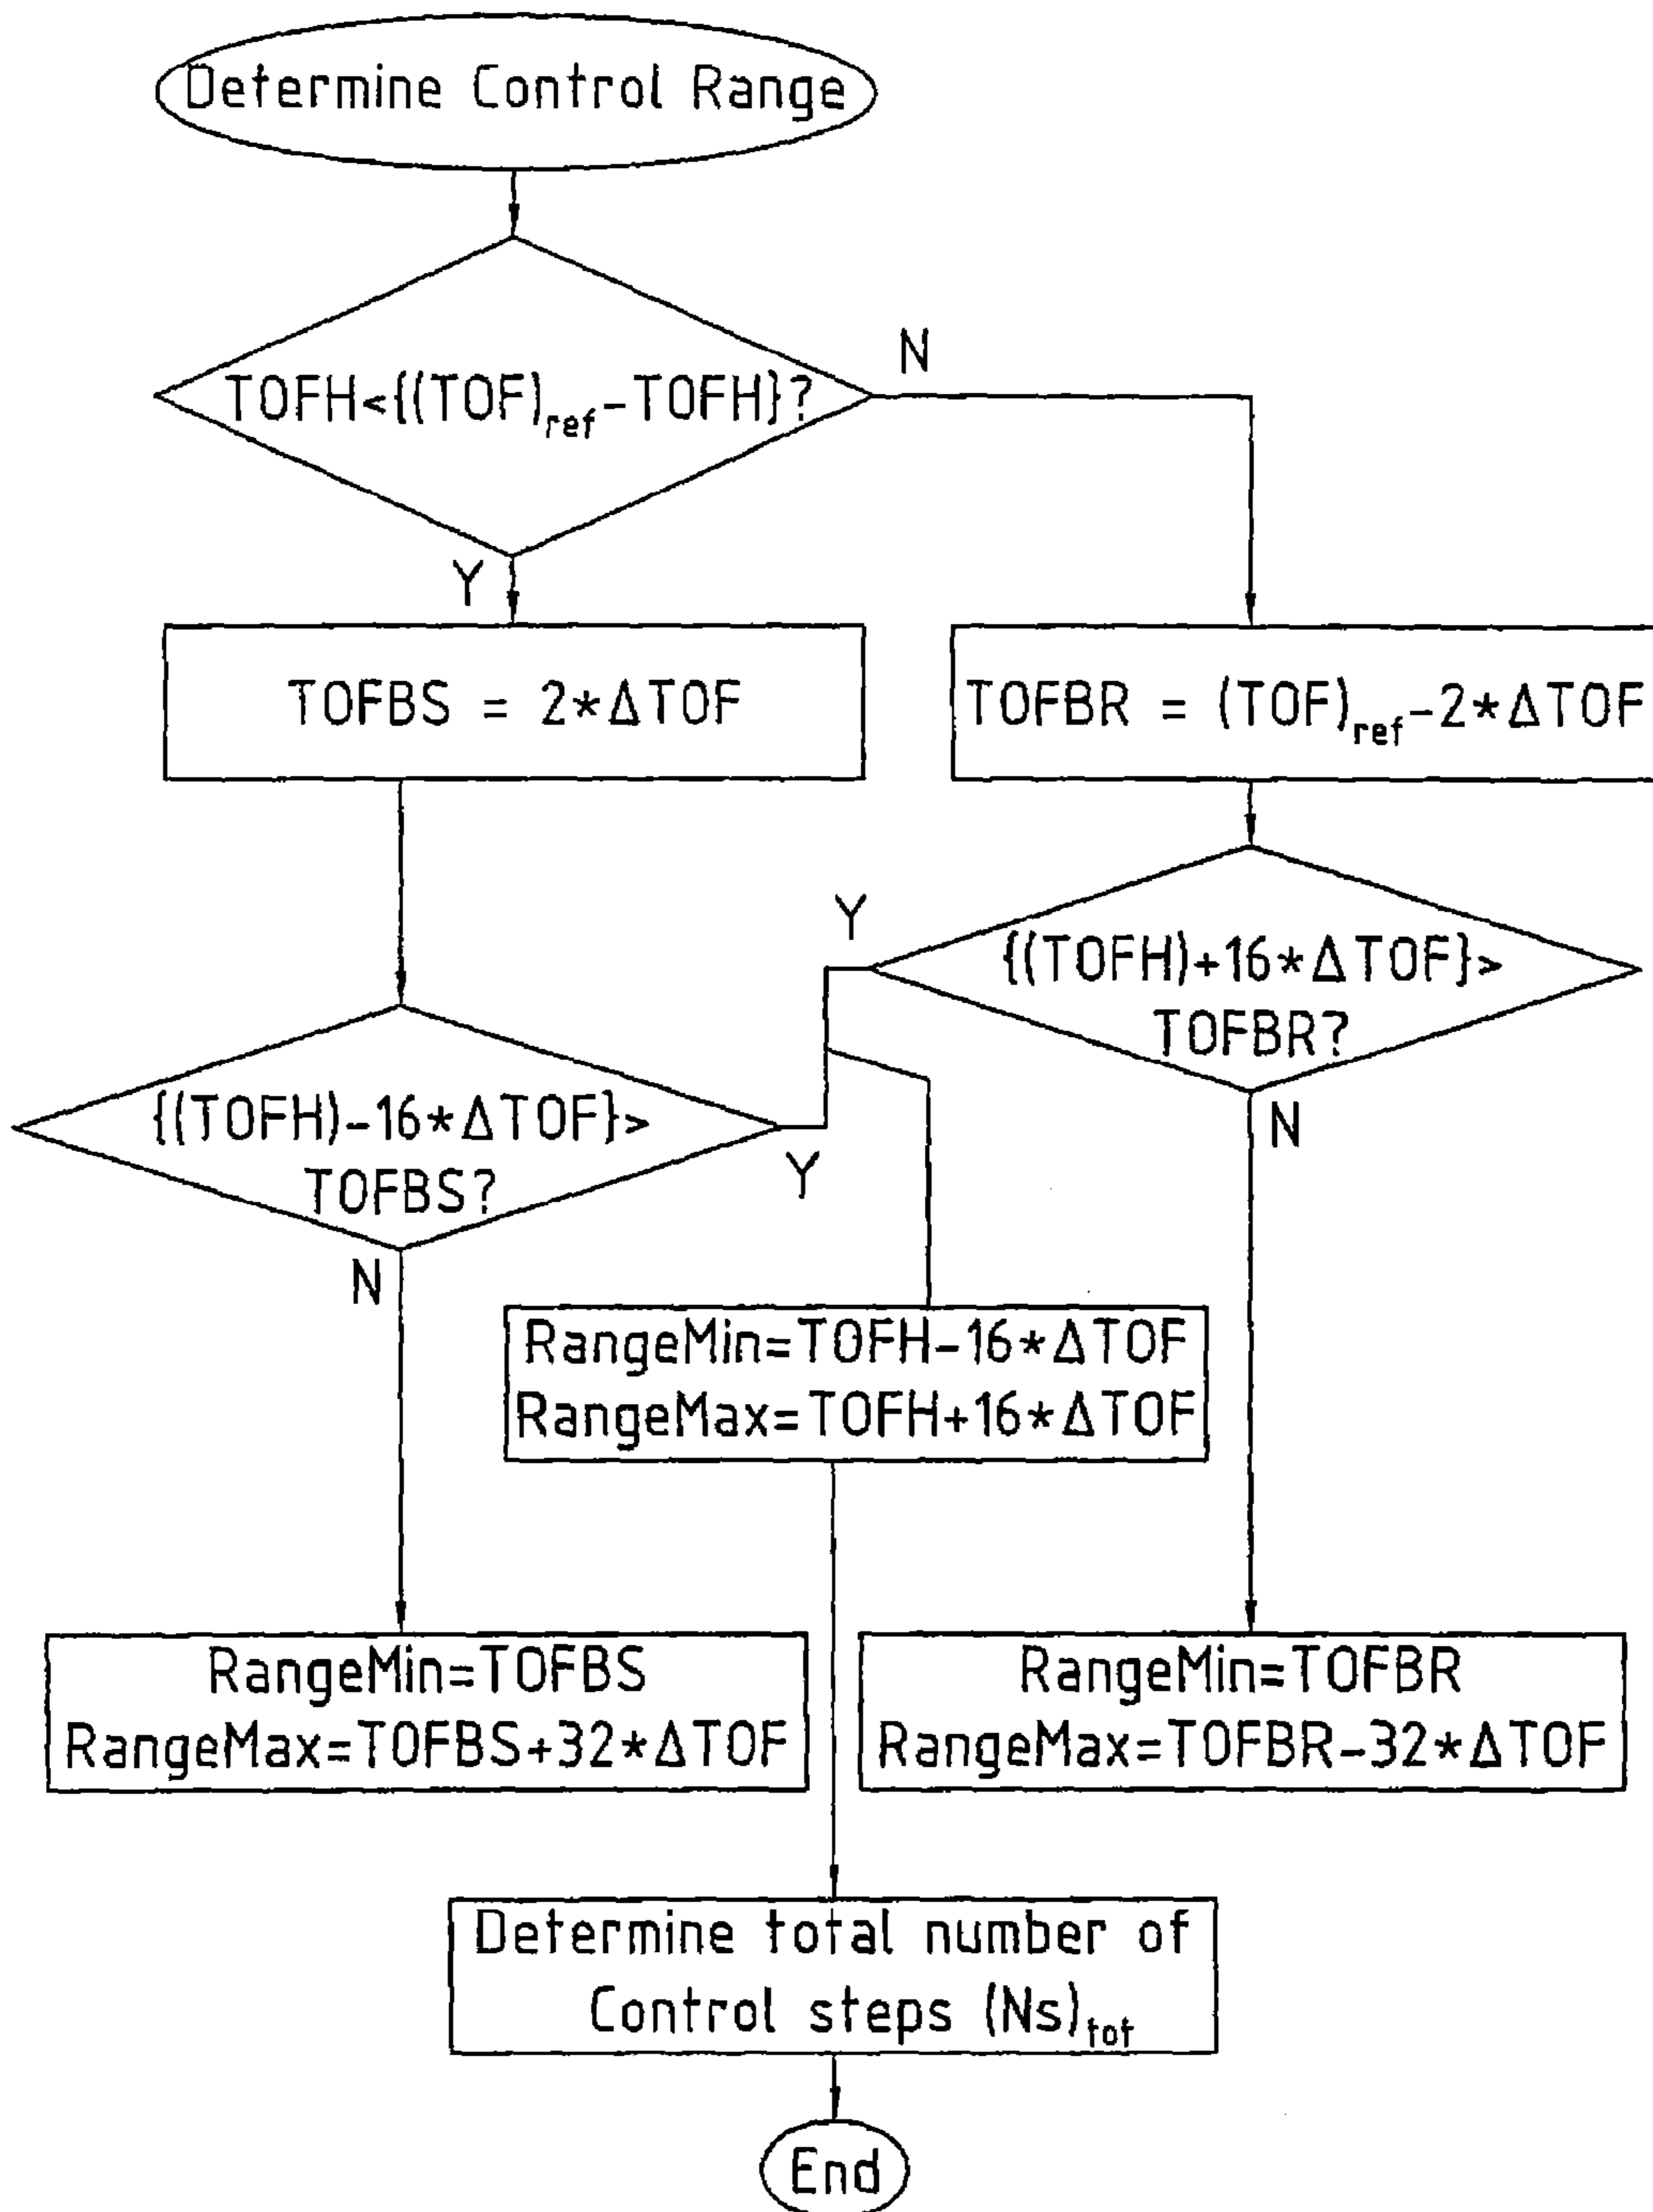 Determine Control Range
TOFH<{(TOF)ref-TOFH}?
N
Y
TOFBS = 2*ΔTOF
TOFBR = (TOF)ref-2*ΔTOF
Y
{(TOFH)+16*ΔTOF}>
TOFBR?
N
{(TOFH)-16*ΔTOF}>
TOFBS?
Y
N
RangeMin=TOFH-16*ΔTOF
RangeMax=TOFH+16*ΔTOF
RangeMin=TOFBS
RangeMax=TOFBS+32*ΔTOF
RangeMin=TOFBR
RangeMax=TOFBR-32*ΔTOF
Determine total number of
Control steps (Ns)tot
End